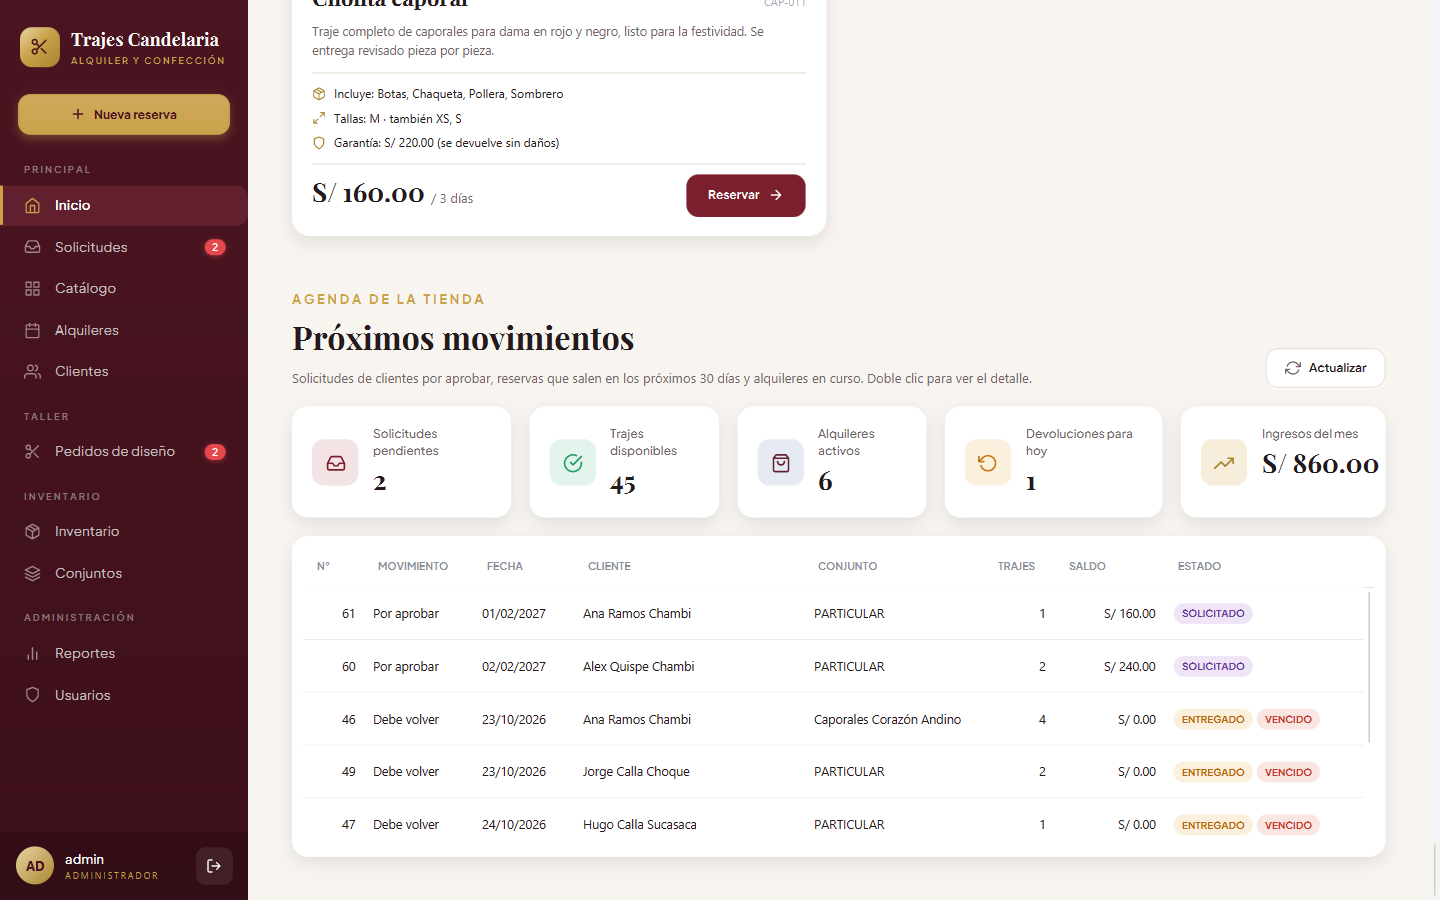 Trajes Candelaria
ALQUILER Y CONFECCIÓN
Nueva reserva
PRINCIPAL
Inicio
Solicitudes 2
Catálogo
Alquileres
Clientes
TALLER
Pedidos de diseño 2
INVENTARIO
Inventario
Conjuntos
ADMINISTRACIÓN
Reportes
Usuarios
AD
admin
ADMINISTRADOR
Cholita caporal CAP-011
Traje completo de caporales para dama en rojo y negro, listo para la festividad. Se
entrega revisado pieza por pieza.
Incluye: Botas, Chaqueta, Pollera, Sombrero
Tallas: M · también XS, S
Garantía: S/ 220.00 (se devuelve sin daños)
S/ 160.00 / 3 días
Reservar
AGENDA DE LA TIENDA
Próximos movimientos
Solicitudes de clientes por aprobar, reservas que salen en los próximos 30 días y alquileres en curso. Doble clic para ver el detalle.
Actualizar
Solicitudes
pendientes
2
Trajes
disponibles
45
Alquileres
activos
6
Devoluciones para
hoy
1
Ingresos del mes
S/ 860.00
N° MOVIMIENTO FECHA CLIENTE CONJUNTO TRAJES SALDO ESTADO
61 Por aprobar 01/02/2027 Ana Ramos Chambi PARTICULAR 1 S/ 160.00 SOLICITADO
60 Por aprobar 02/02/2027 Alex Quispe Chambi PARTICULAR 2 S/ 240.00 SOLICITADO
46 Debe volver 23/10/2026 Ana Ramos Chambi Caporales Corazón Andino 4 S/ 0.00 ENTREGADO VENCIDO
49 Debe volver 23/10/2026 Jorge Calla Choque PARTICULAR 2 S/ 0.00 ENTREGADO VENCIDO
47 Debe volver 24/10/2026 Hugo Calla Sucasaca PARTICULAR 1 S/ 0.00 ENTREGADO VENCIDO